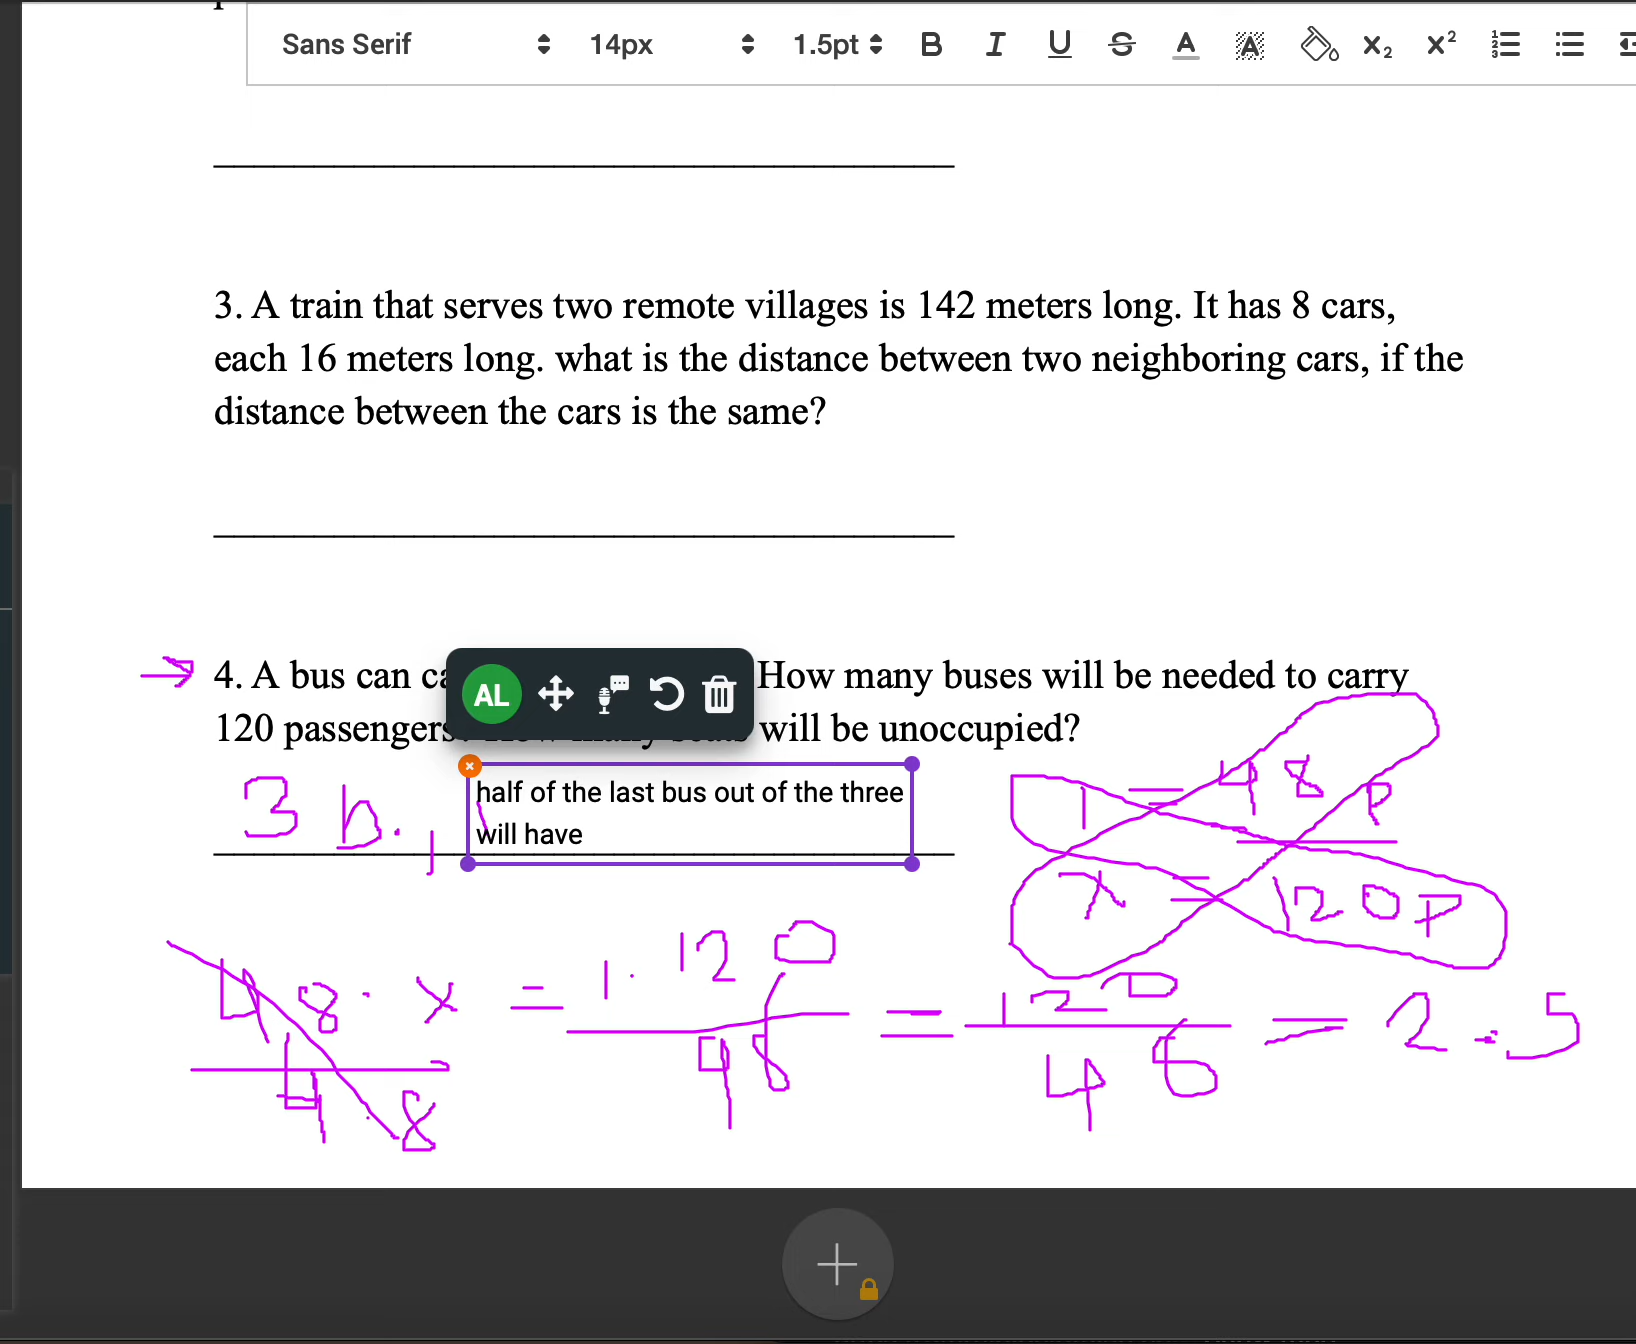 Sans Serif 14px 1.5pt B I U S A A X₂ X²
3. A train that serves two remote villages is 142 meters long. It has 8 cars,
each 16 meters long. what is the distance between two neighboring cars, if the
distance between the cars is the same?
4. A bus can ca
How many buses will be needed to carry
120 passengers
will be unoccupied?
AL
3 b.,
half of the last bus out of the three
will have
1 = 48 P
x = 120 P
48 · x = 1 · 120 = 120 = 2.5
48 48 48